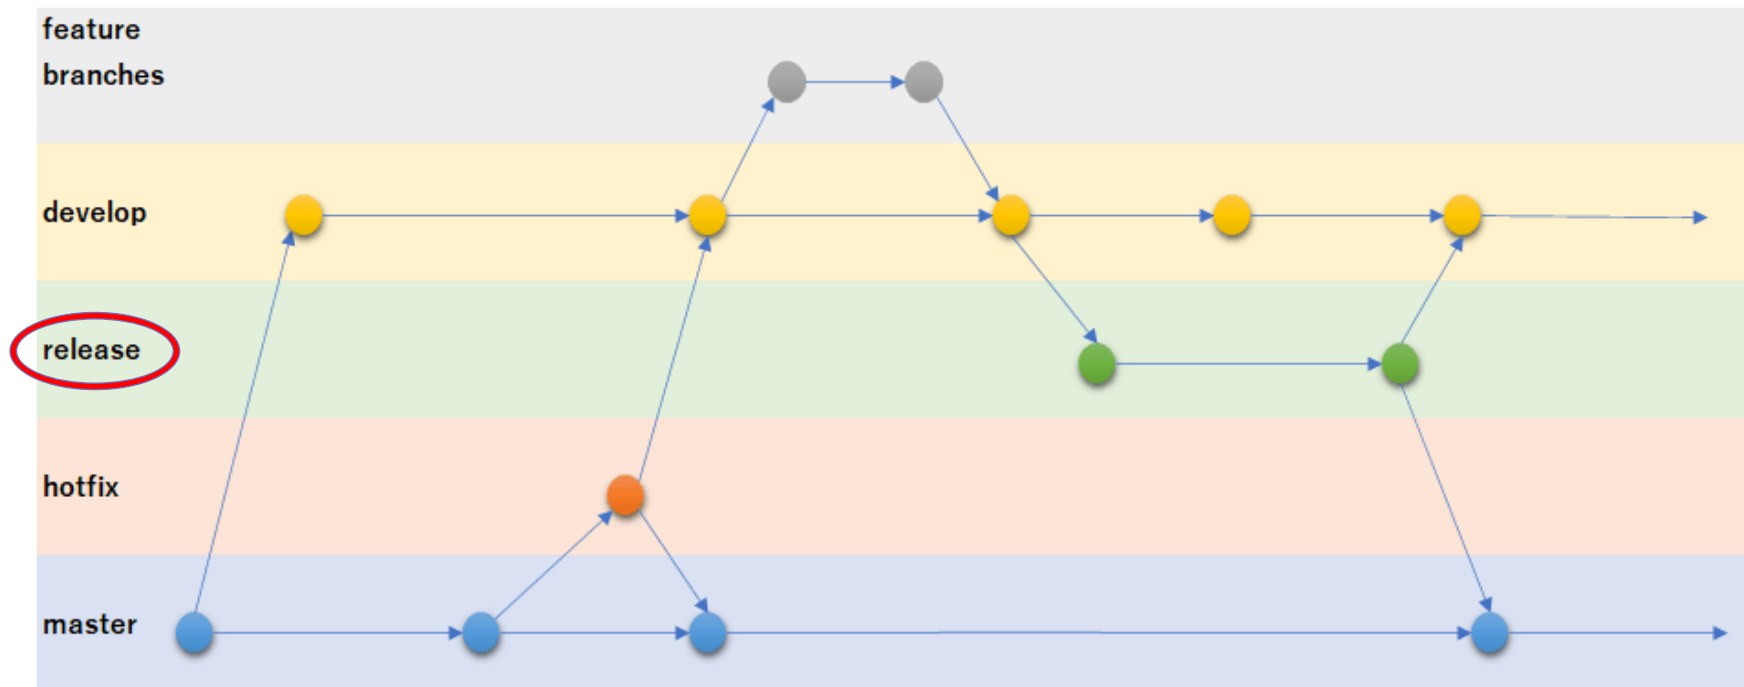 feature
branches
develop
release
hotfix
master